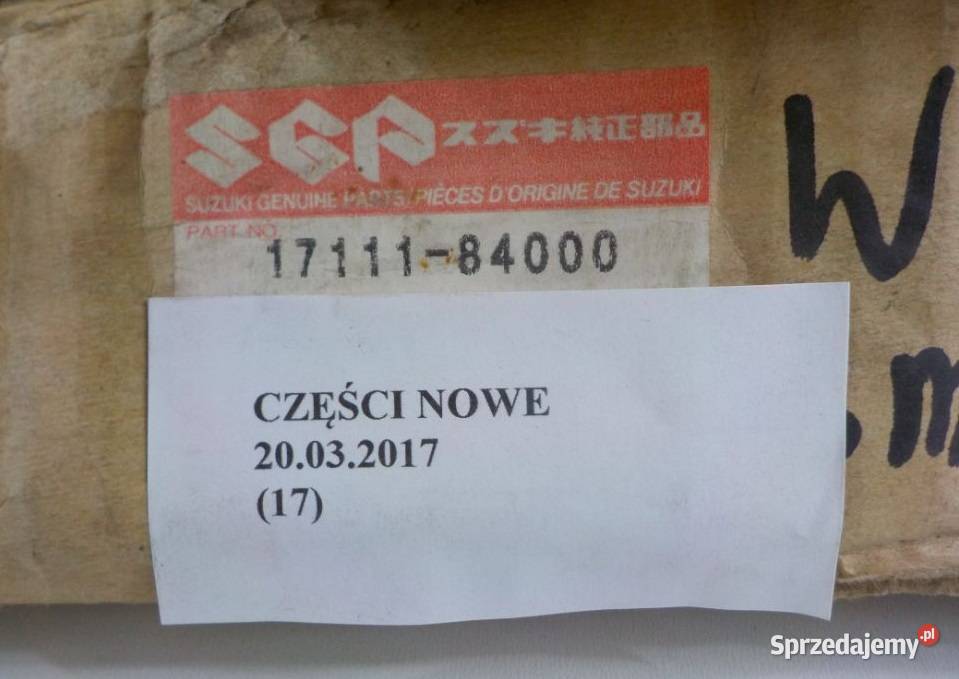 SGP スズキ純正部品
SUZUKI GENUINE PARTS/PIÈCES D'ORIGINE DE SUZUKI
PART NO.
17111-84000
W
.m
CZĘŚCI NOWE
20.03.2017
(17)
Sprzedajemy.pl